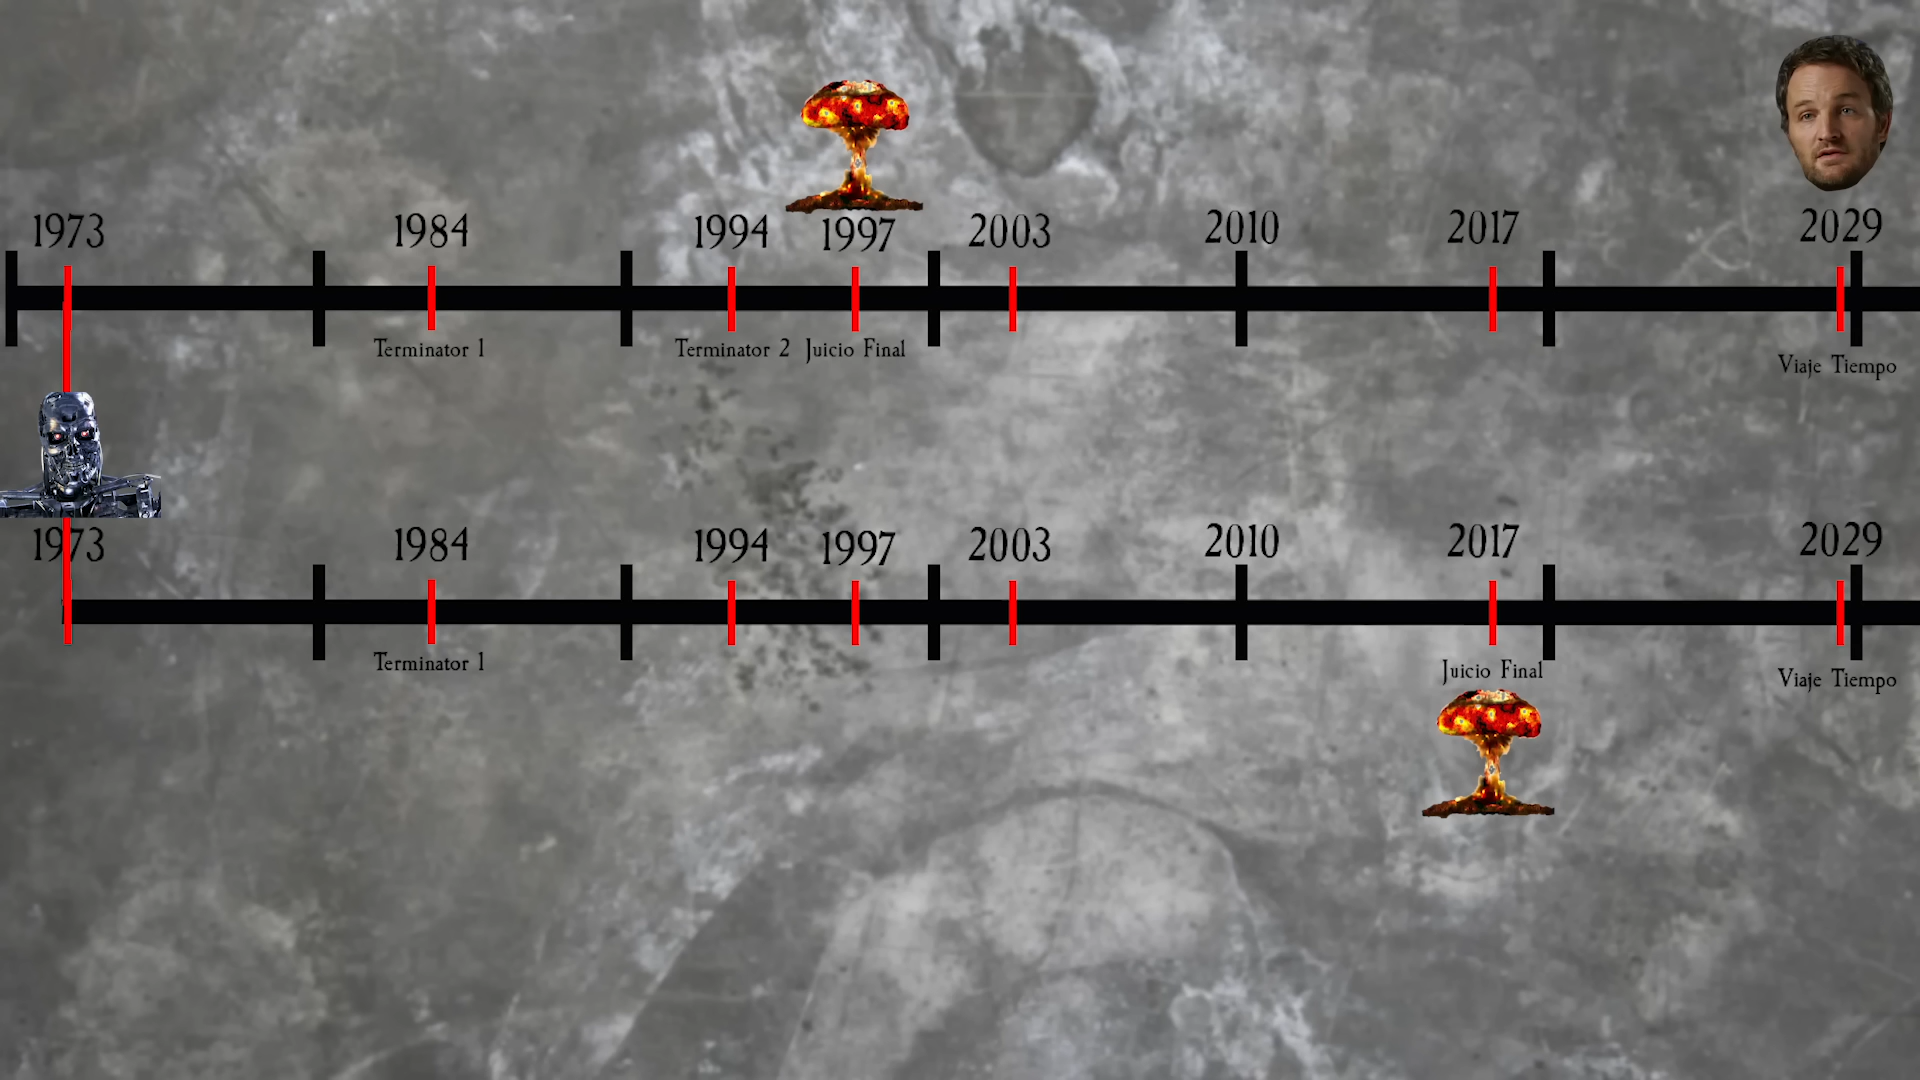 1973 1984 1994 1997 2003 2010 2017 2029
Terminator 1 Terminator 2 Juicio Final Viaje Tiempo
1973 1984 1994 1997 2003 2010 2017 2029
Terminator 1 Juicio Final Viaje Tiempo